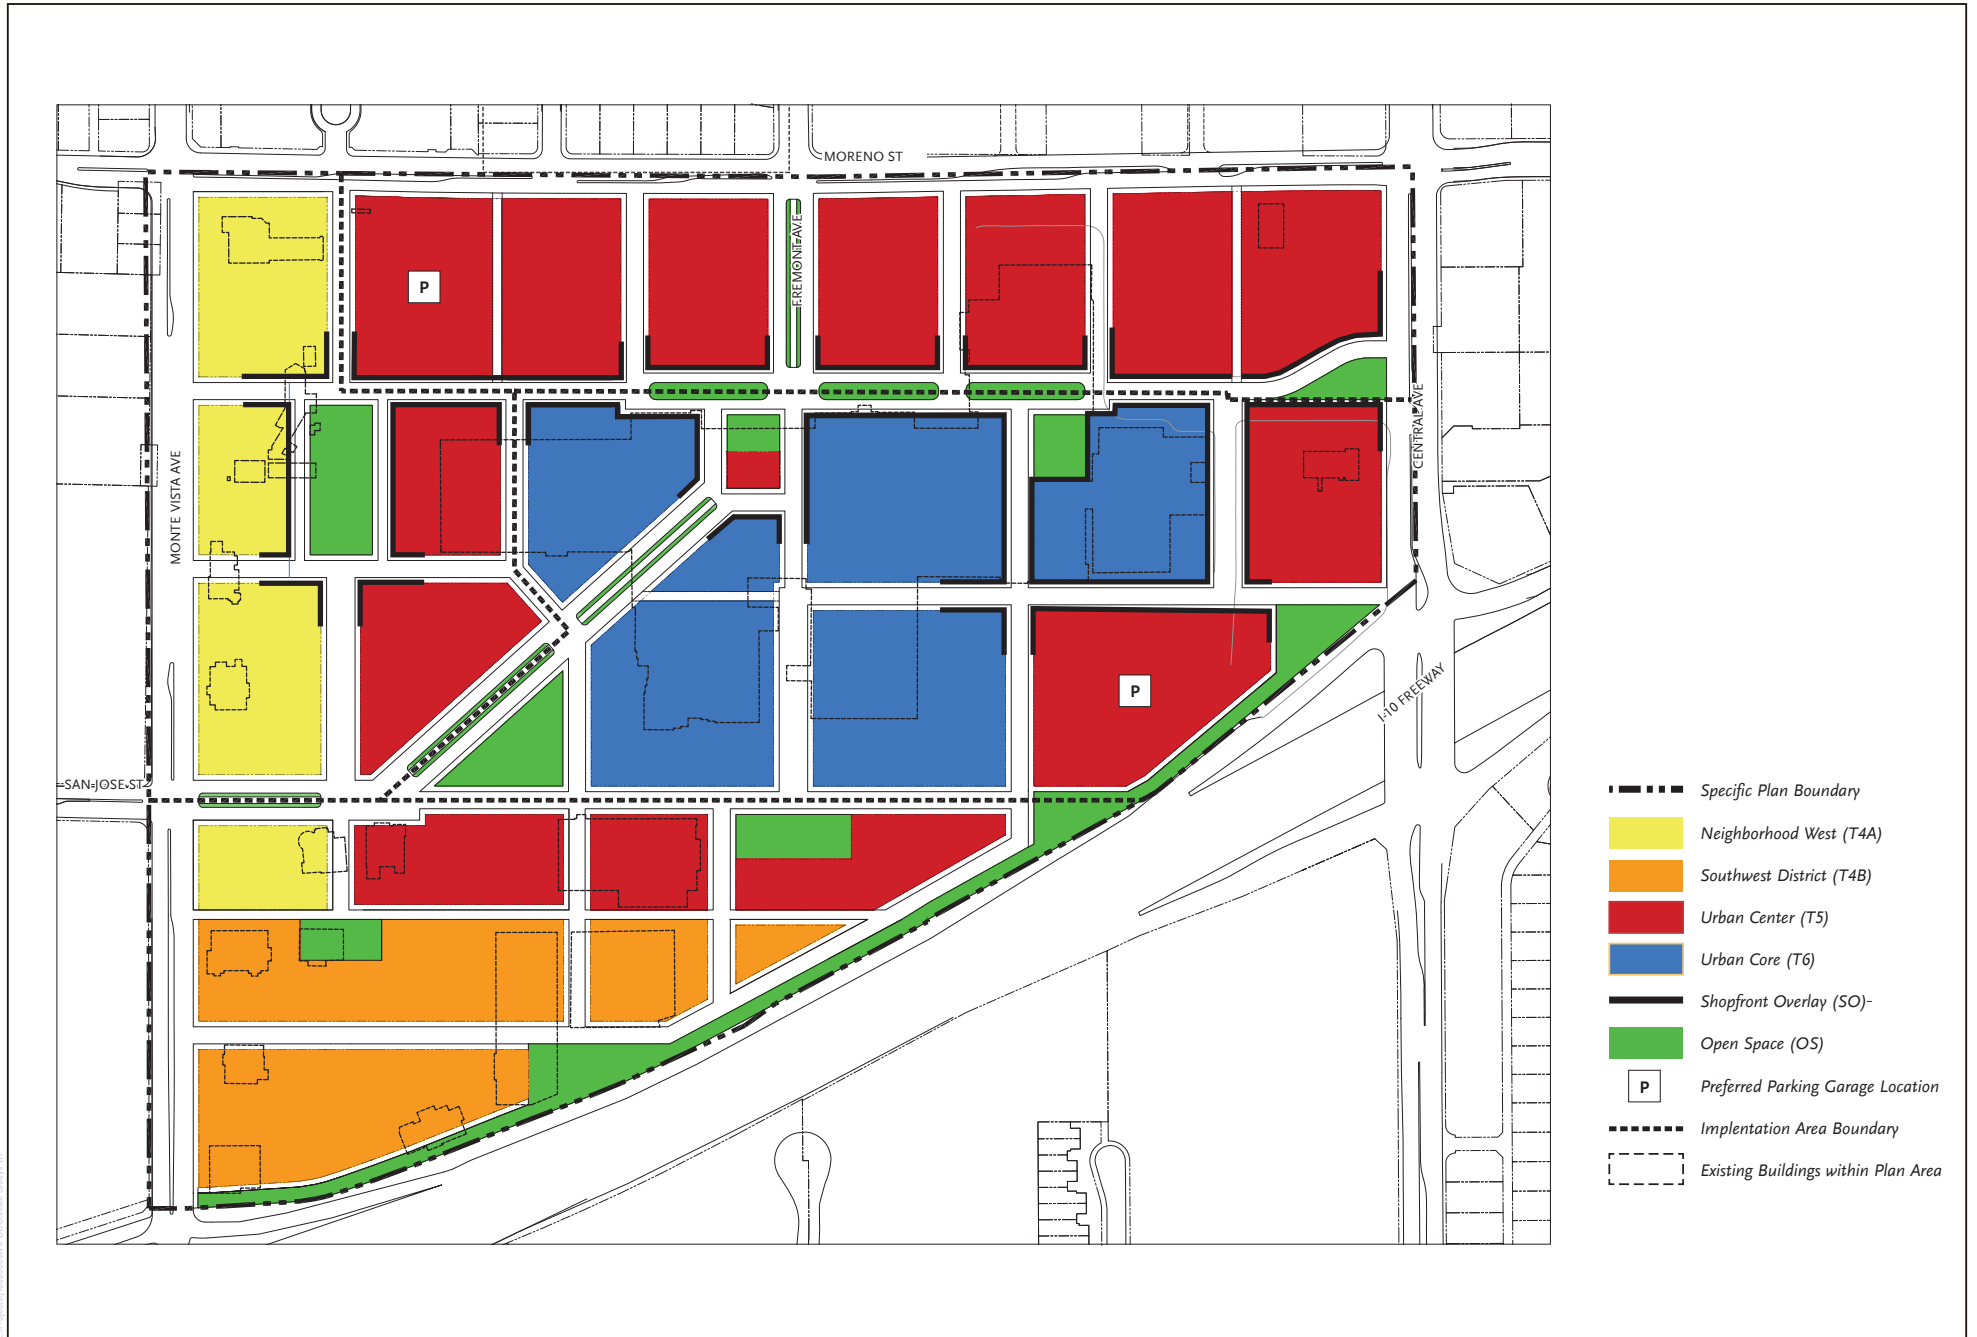 MORENO ST
FREMONT AVE
P
CENTRAL AVE
MONTE VISTA AVE
P
I-10 FREEWAY
SAN JOSE ST
Specific Plan Boundary
Neighborhood West (T4A)
Southwest District (T4B)
Urban Center (T5)
Urban Core (T6)
Shopfront Overlay (SO)-
Open Space (OS)
P Preferred Parking Garage Location
Implentation Area Boundary
Existing Buildings within Plan Area